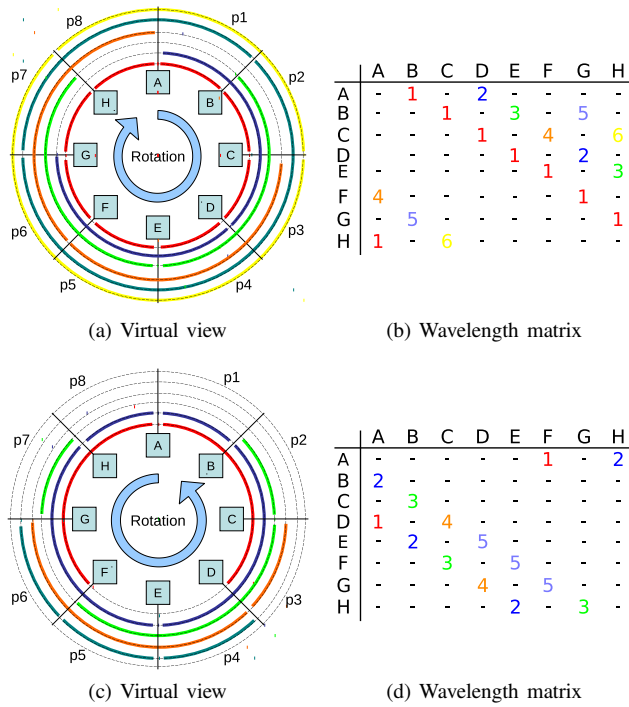 p8 p1
p7 p2
A
H B
G Rotation C
F D
E
p6 p3
p5 p4
A B C D E F G H
A - 1 - 2 - - - -
B - - 1 - 3 - 5 -
C - - - 1 - 4 - 6
D - - - - 1 - 2 -
E - - - - - 1 - 3
F 4 - - - - - 1 -
G - 5 - - - - - 1
H 1 - 6 - - - - -
(a) Virtual view (b) Wavelength matrix
p8 p1
p7 p2
A
H B
G Rotation C
F D
E
p6 p3
p5 p4
A B C D E F G H
A - - - - - 1 - 2
B 2 - - - - - - -
C - 3 - - - - - -
D 1 - 4 - - - - -
E - 2 - 5 - - - -
F - - 3 - 5 - - -
G - - - 4 - 5 - -
H - - - - 2 - 3 -
(c) Virtual view (d) Wavelength matrix